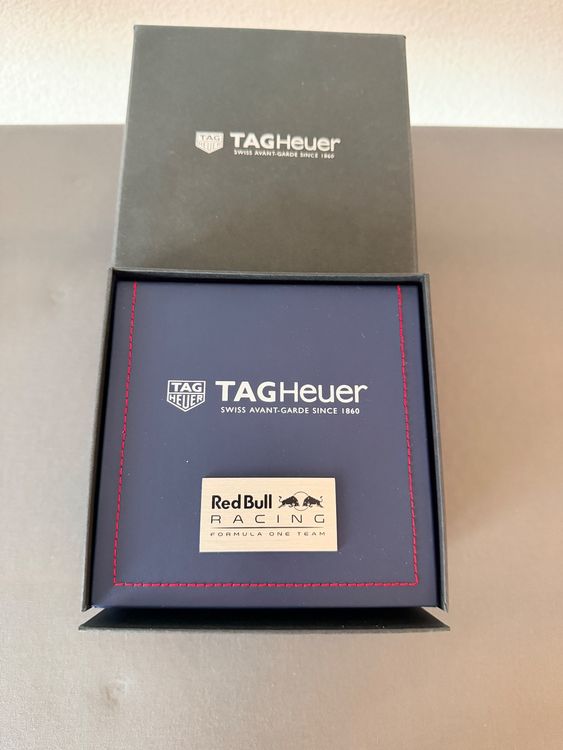 TAG
HEUER
TAGHeuer
SWISS AVANT-GARDE SINCE 1860
TAG
HEUER
TAGHeuer
SWISS AVANT-GARDE SINCE 1860
Red Bull
RACING
FORMULA ONE TEAM